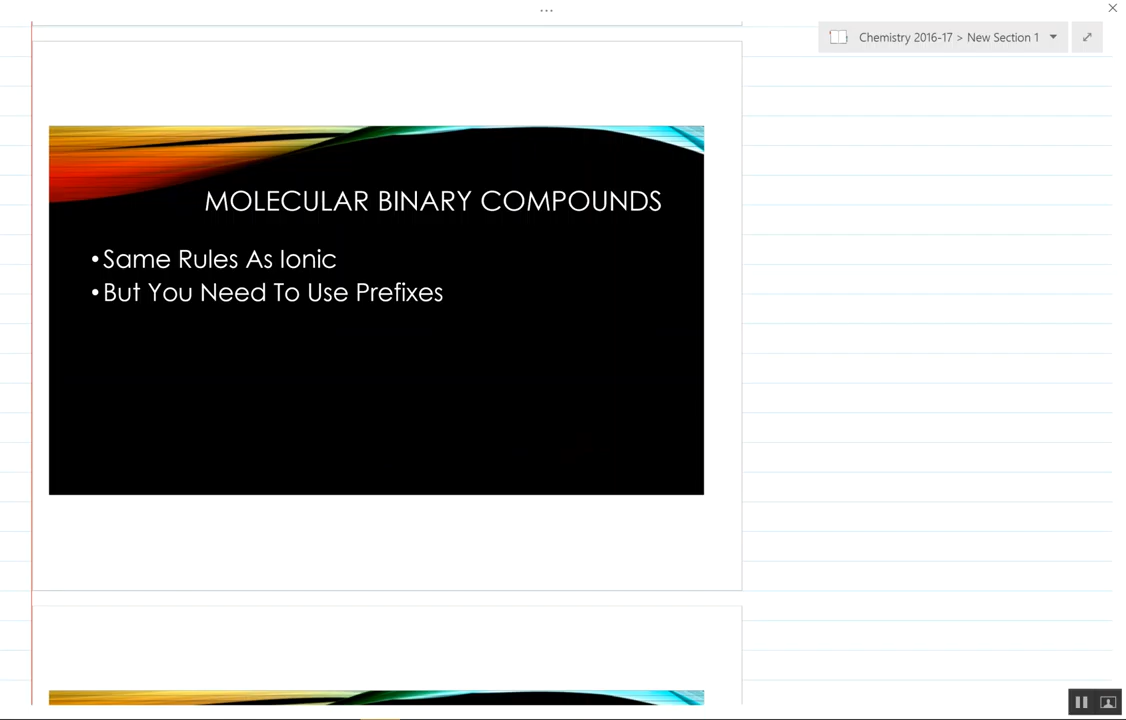 ...
Chemistry 2016-17 > New Section 1
MOLECULAR BINARY COMPOUNDS
• Same Rules As Ionic
• But You Need To Use Prefixes